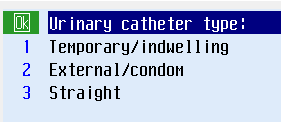 Ok Urinary catheter type:
1 Temporary/indwelling
2 External/condom
3 Straight